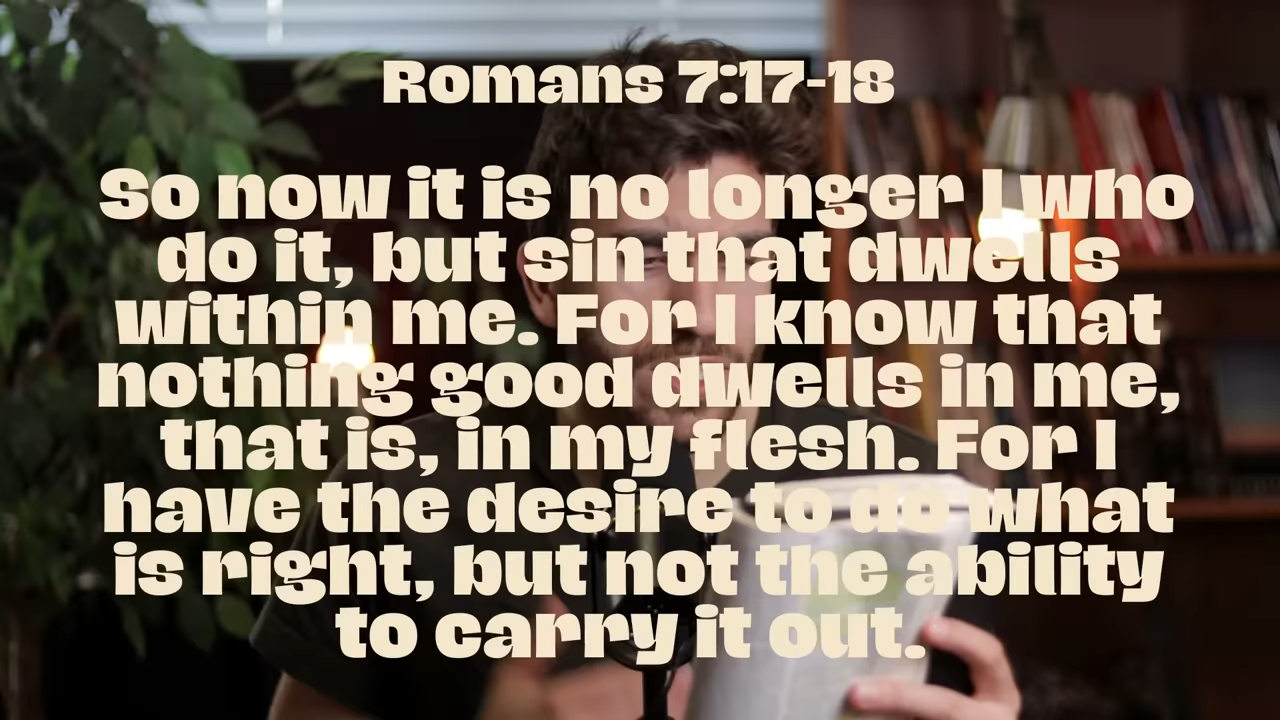 Romans 7:17-18
So now it is no longer I who
do it, but sin that dwells
within me. For I know that
nothing good dwells in me,
that is, in my flesh. For I
have the desire to do what
is right, but not the ability
to carry it out.